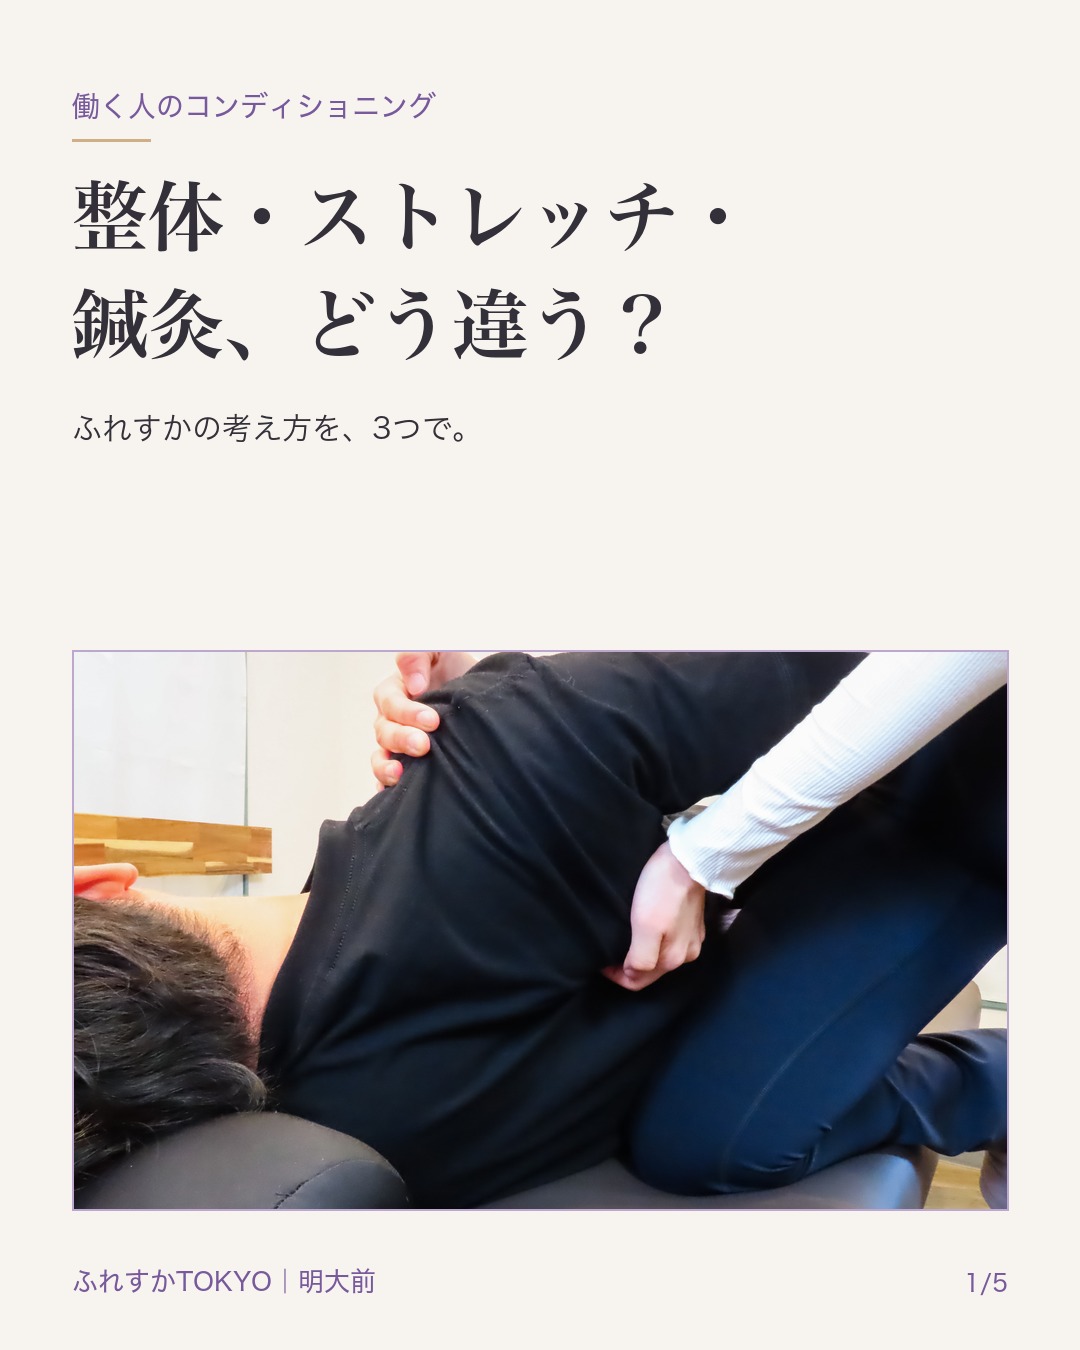 働く人のコンディショニング
整体・ストレッチ・
鍼灸、どう違う？
ふれすかの考え方を、3つで。
ふれすかTOKYO｜明大前
1/5